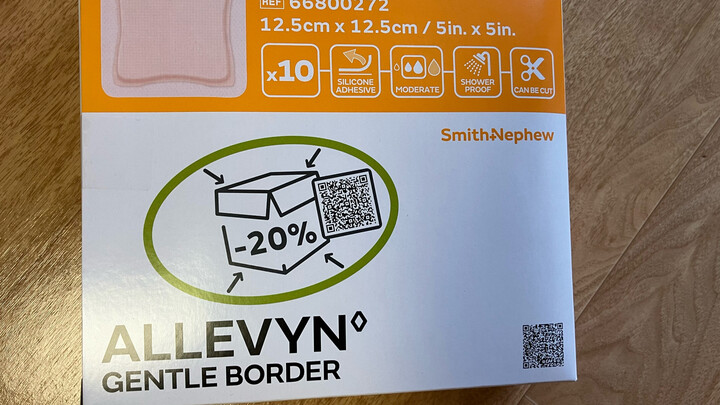 REF 66800272
12.5cm x 12.5cm / 5in. x 5in.
x10
SILICONE
ADHESIVE
MODERATE
SHOWER
PROOF
CAN BE CUT
Smith+Nephew
-20%
ALLEVYN◊
GENTLE BORDER